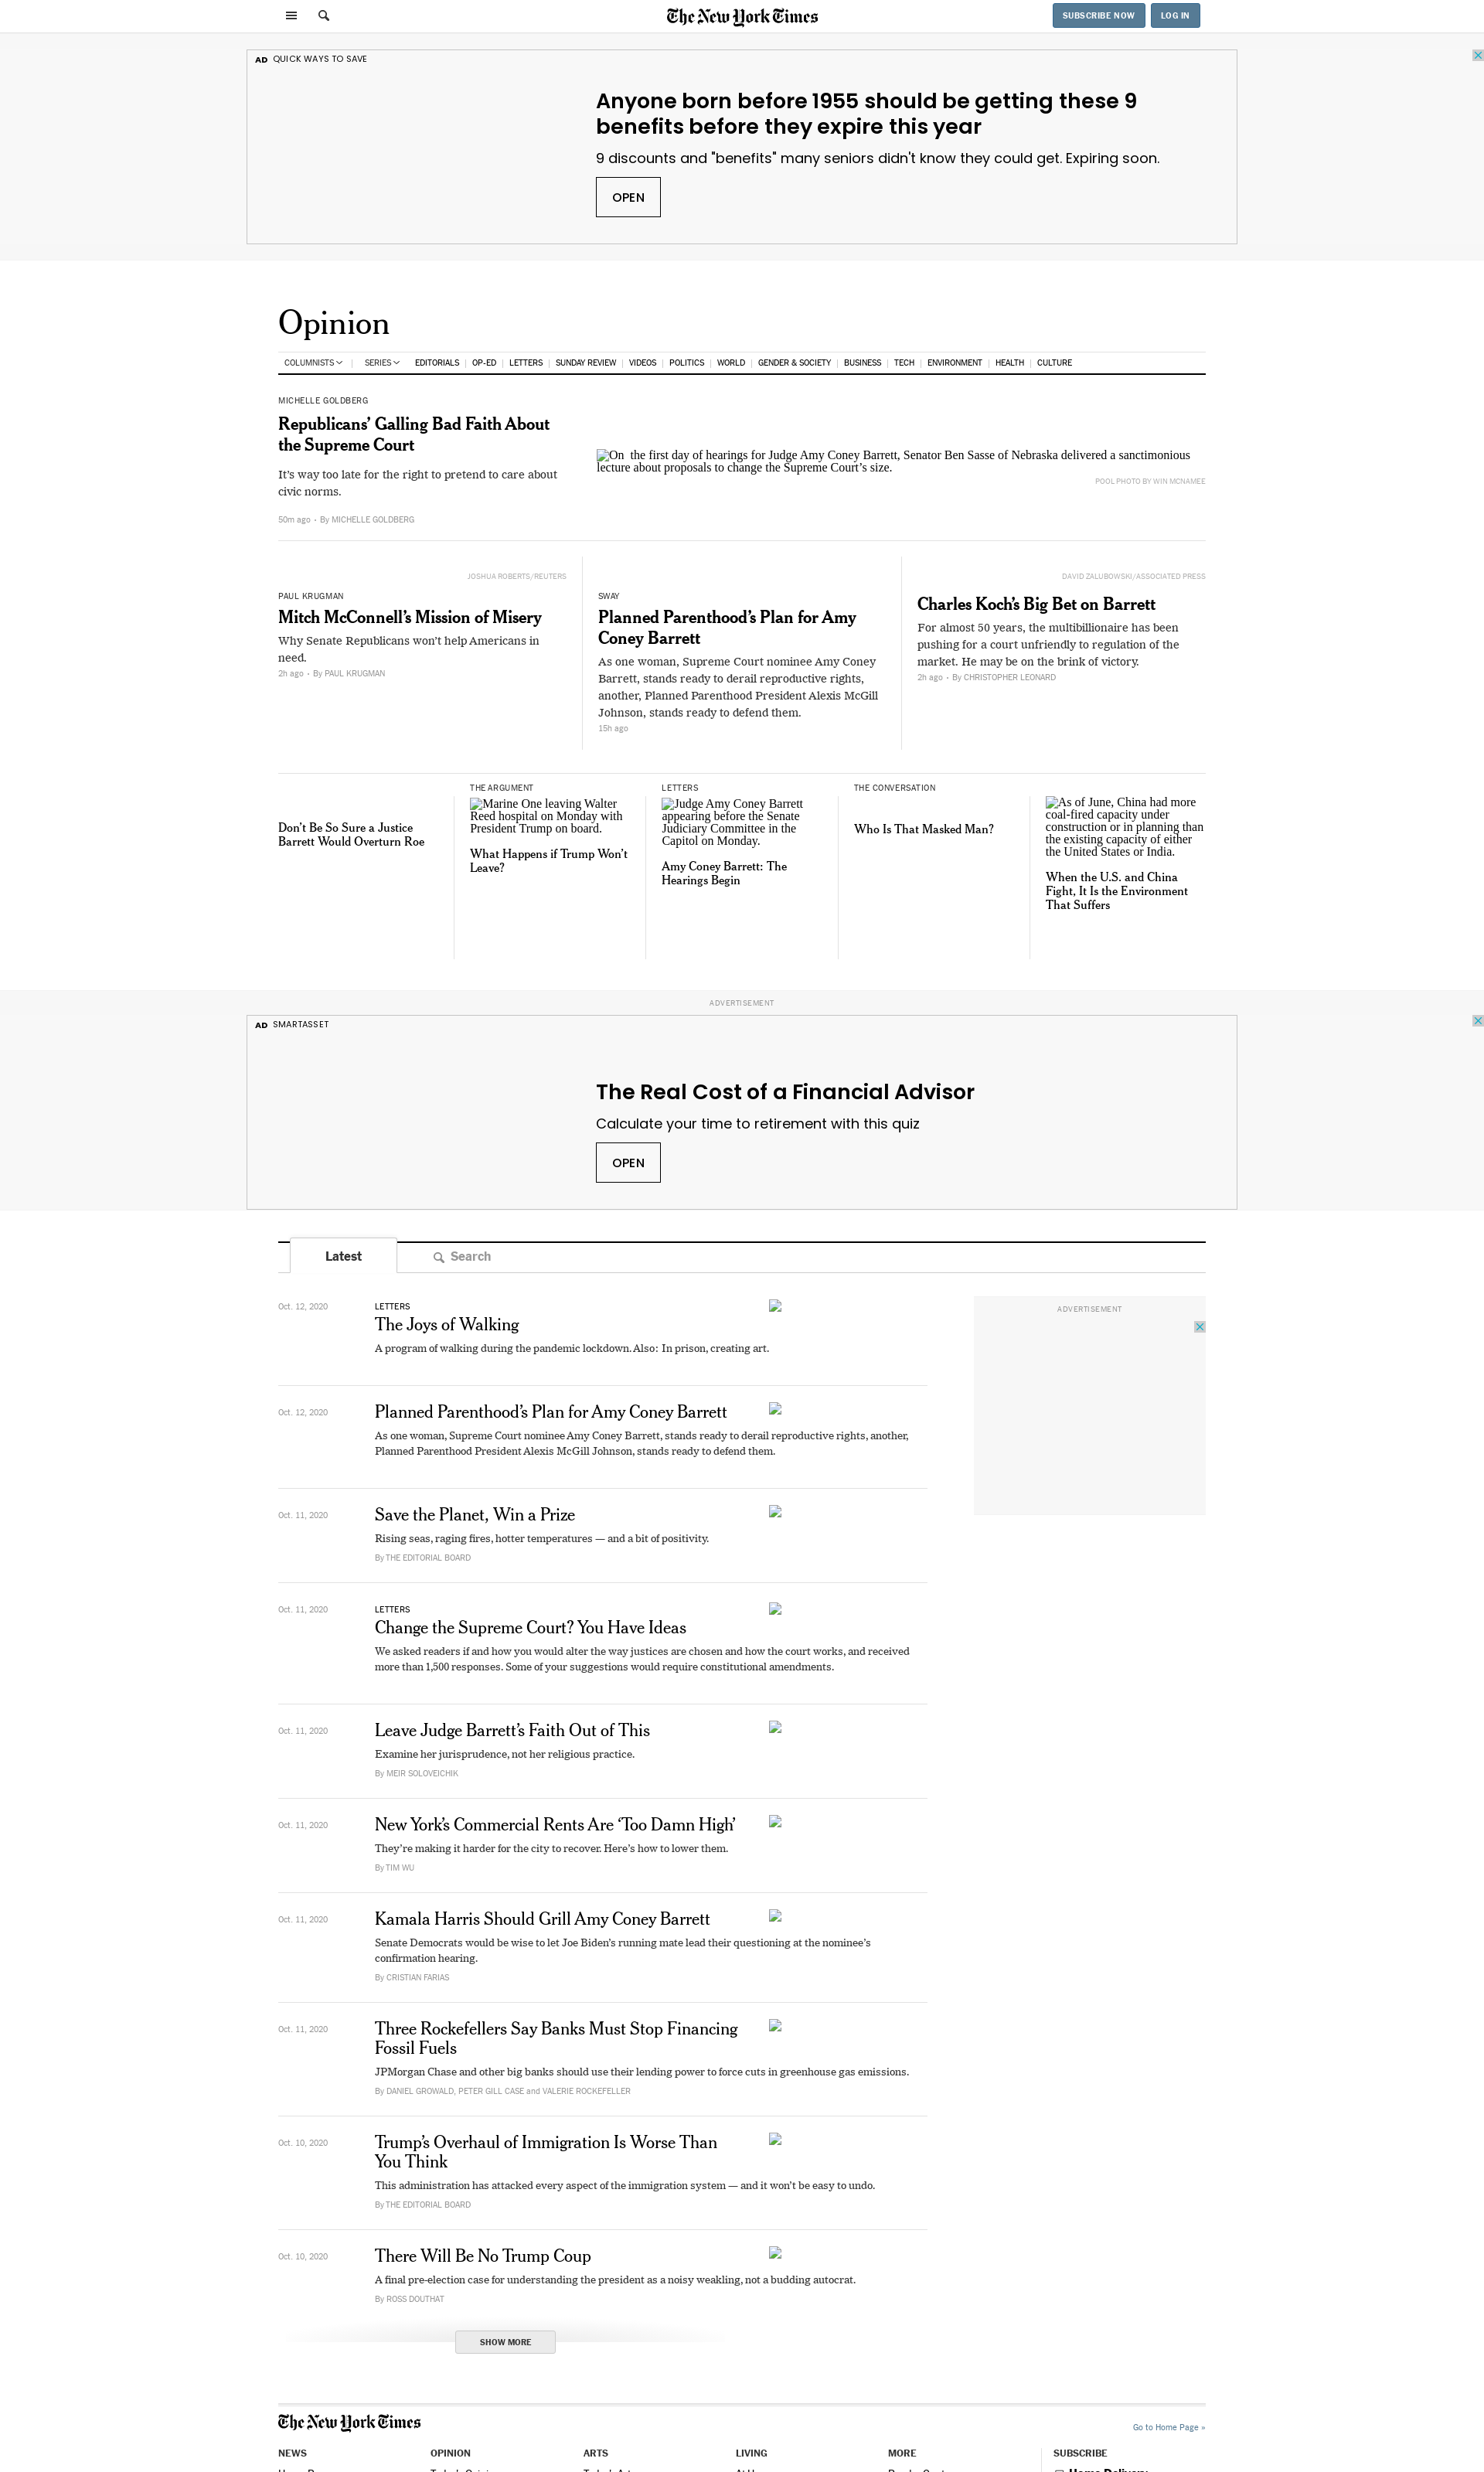 The New York Times
SUBSCRIBE NOW
LOG IN
AD QUICK WAYS TO SAVE
Anyone born before 1955 should be getting these 9
benefits before they expire this year
9 discounts and "benefits" many seniors didn't know they could get. Expiring soon.
OPEN
Opinion
COLUMNISTS
SERIES
EDITORIALS
OP-ED
LETTERS
SUNDAY REVIEW
VIDEOS
POLITICS
WORLD
GENDER & SOCIETY
BUSINESS
TECH
ENVIRONMENT
HEALTH
CULTURE
MICHELLE GOLDBERG
Republicans’ Galling Bad Faith About
the Supreme Court
It’s way too late for the right to pretend to care about
civic norms.
50m ago • By MICHELLE GOLDBERG
On the first day of hearings for Judge Amy Coney Barrett, Senator Ben Sasse of Nebraska delivered a sanctimonious
lecture about proposals to change the Supreme Court’s size.
POOL PHOTO BY WIN MCNAMEE
JOSHUA ROBERTS/REUTERS
PAUL KRUGMAN
Mitch McConnell’s Mission of Misery
Why Senate Republicans won’t help Americans in
need.
2h ago • By PAUL KRUGMAN
SWAY
Planned Parenthood’s Plan for Amy
Coney Barrett
As one woman, Supreme Court nominee Amy Coney
Barrett, stands ready to derail reproductive rights,
another, Planned Parenthood President Alexis McGill
Johnson, stands ready to defend them.
15h ago
DAVID ZALUBOWSKI/ASSOCIATED PRESS
Charles Koch’s Big Bet on Barrett
For almost 50 years, the multibillionaire has been
pushing for a court unfriendly to regulation of the
market. He may be on the brink of victory.
2h ago • By CHRISTOPHER LEONARD
Don’t Be So Sure a Justice
Barrett Would Overturn Roe
THE ARGUMENT
Marine One leaving Walter
Reed hospital on Monday with
President Trump on board.
What Happens if Trump Won’t
Leave?
LETTERS
Judge Amy Coney Barrett
appearing before the Senate
Judiciary Committee in the
Capitol on Monday.
Amy Coney Barrett: The
Hearings Begin
THE CONVERSATION
Who Is That Masked Man?
As of June, China had more
coal-fired capacity under
construction or in planning than
the existing capacity of either
the United States or India.
When the U.S. and China
Fight, It Is the Environment
That Suffers
ADVERTISEMENT
AD SMARTASSET
The Real Cost of a Financial Advisor
Calculate your time to retirement with this quiz
OPEN
Latest
Search
ADVERTISEMENT
Oct. 12, 2020
LETTERS
The Joys of Walking
A program of walking during the pandemic lockdown. Also: In prison, creating art.
Oct. 12, 2020
Planned Parenthood’s Plan for Amy Coney Barrett
As one woman, Supreme Court nominee Amy Coney Barrett, stands ready to derail reproductive rights, another,
Planned Parenthood President Alexis McGill Johnson, stands ready to defend them.
Oct. 11, 2020
Save the Planet, Win a Prize
Rising seas, raging fires, hotter temperatures — and a bit of positivity.
By THE EDITORIAL BOARD
Oct. 11, 2020
LETTERS
Change the Supreme Court? You Have Ideas
We asked readers if and how you would alter the way justices are chosen and how the court works, and received
more than 1,500 responses. Some of your suggestions would require constitutional amendments.
Oct. 11, 2020
Leave Judge Barrett’s Faith Out of This
Examine her jurisprudence, not her religious practice.
By MEIR SOLOVEICHIK
Oct. 11, 2020
New York’s Commercial Rents Are ‘Too Damn High’
They’re making it harder for the city to recover. Here’s how to lower them.
By TIM WU
Oct. 11, 2020
Kamala Harris Should Grill Amy Coney Barrett
Senate Democrats would be wise to let Joe Biden’s running mate lead their questioning at the nominee’s
confirmation hearing.
By CRISTIAN FARIAS
Oct. 11, 2020
Three Rockefellers Say Banks Must Stop Financing
Fossil Fuels
JPMorgan Chase and other big banks should use their lending power to force cuts in greenhouse gas emissions.
By DANIEL GROWALD, PETER GILL CASE and VALERIE ROCKEFELLER
Oct. 10, 2020
Trump’s Overhaul of Immigration Is Worse Than
You Think
This administration has attacked every aspect of the immigration system — and it won’t be easy to undo.
By THE EDITORIAL BOARD
Oct. 10, 2020
There Will Be No Trump Coup
A final pre-election case for understanding the president as a noisy weakling, not a budding autocrat.
By ROSS DOUTHAT
SHOW MORE
The New York Times
Go to Home Page »
NEWS
OPINION
ARTS
LIVING
MORE
SUBSCRIBE